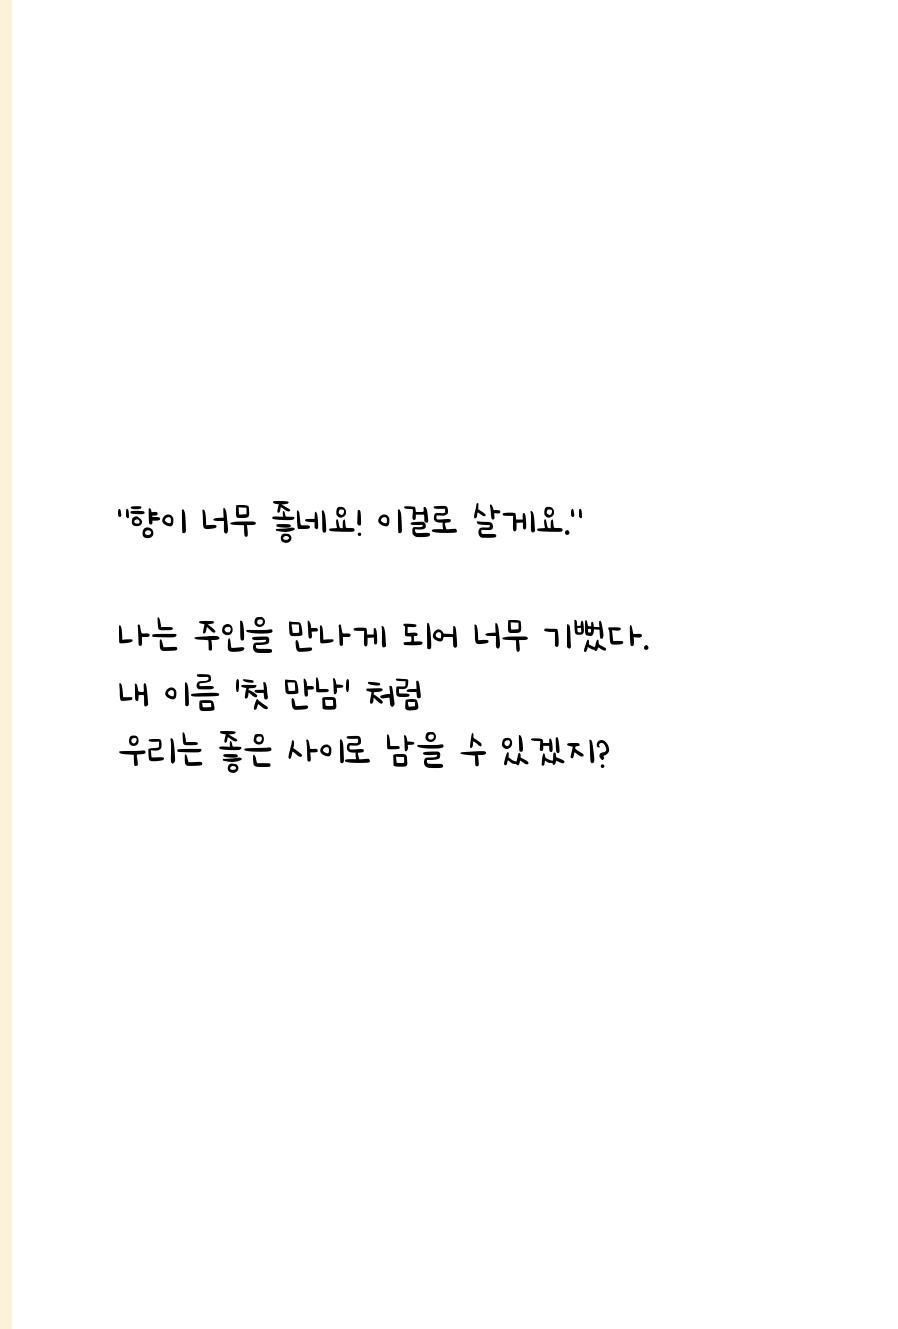 "향이 너무 좋네요! 이걸로 살게요."
나는 주인을 만나게 되어 너무 기뻤다.
내 이름 '첫 만남' 처럼
우리는 좋은 사이로 남을 수 있겠지?